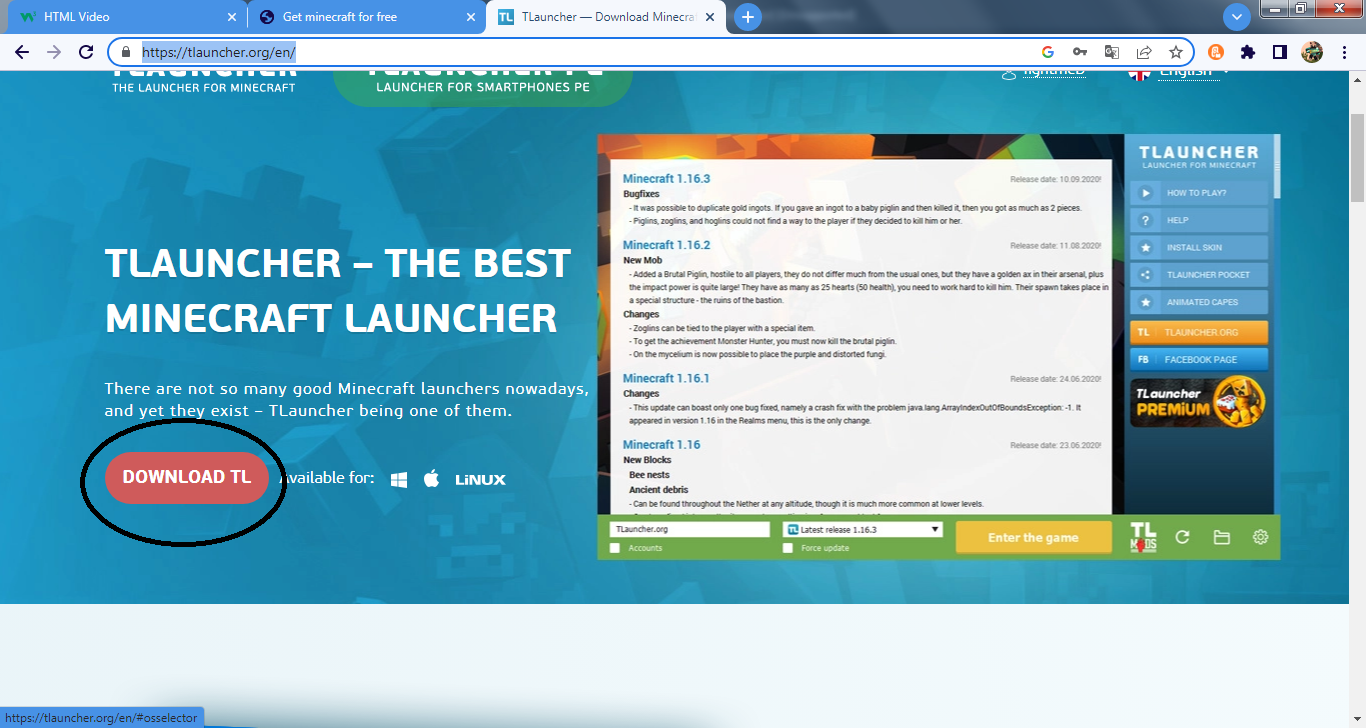 HTML Video
Get minecraft for free
TLauncher — Download Minecra
https://tlauncher.org/en/
TLAUNCHER
THE LAUNCHER FOR MINECRAFT
TLAUNCHER PE
LAUNCHER FOR SMARTPHONES PE
English
TLAUNCHER – THE BEST
MINECRAFT LAUNCHER
There are not so many good Minecraft launchers nowadays,
and yet they exist – TLauncher being one of them.
DOWNLOAD TL
Available for:
LiNUX
Minecraft 1.16.3
Release date: 10.09.2020!
Bugfixes
- It was possible to duplicate gold ingots. If you gave an ingot to a baby piglin and then killed it, then you got as much as 2 pieces.
- Piglins, zoglins, and hoglins could not find a way to the player if they decided to kill him or her.
Minecraft 1.16.2
Release date: 11.08.2020!
New Mob
- Added a Brutal Piglin, hostile to all players, they do not differ much from the usual ones, but they have a golden ax in their arsenal, plus
the impact power is quite large! They have as many as 25 hearts (50 health), you need to work hard to kill him. Their spawn takes place in
a special structure - the ruins of the bastion.
Changes
- Zoglins can be tied to the player with a special item.
- To get the achievement Monster Hunter, you must now kill the brutal piglin.
- On the mycelium is now possible to place the purple and distorted fungi.
Minecraft 1.16.1
Release date: 24.06.2020!
Changes
- This update can boast only one bug fixed, namely a crash fix with the problem java.lang.ArrayIndexOutOfBoundsException: -1. It
appeared in version 1.16 in the Realms menu, this is the only change.
Minecraft 1.16
Release date: 23.06.2020!
New Blocks
Bee nests
Ancient debris
- Can be found throughout the Nether at any altitude, though it is much more common at lower levels.
TLAUNCHER
LAUNCHER FOR MINECRAFT
HOW TO PLAY?
HELP
INSTALL SKIN
TLAUNCHER POCKET
ANIMATED CAPES
TL TLAUNCHER.ORG
FB FACEBOOK PAGE
TLauncher
PREMiUM
TLauncher.org
TL Latest release 1.16.3
Accounts
Force update
Enter the game
TL
MODS
https://tlauncher.org/en/#osselector